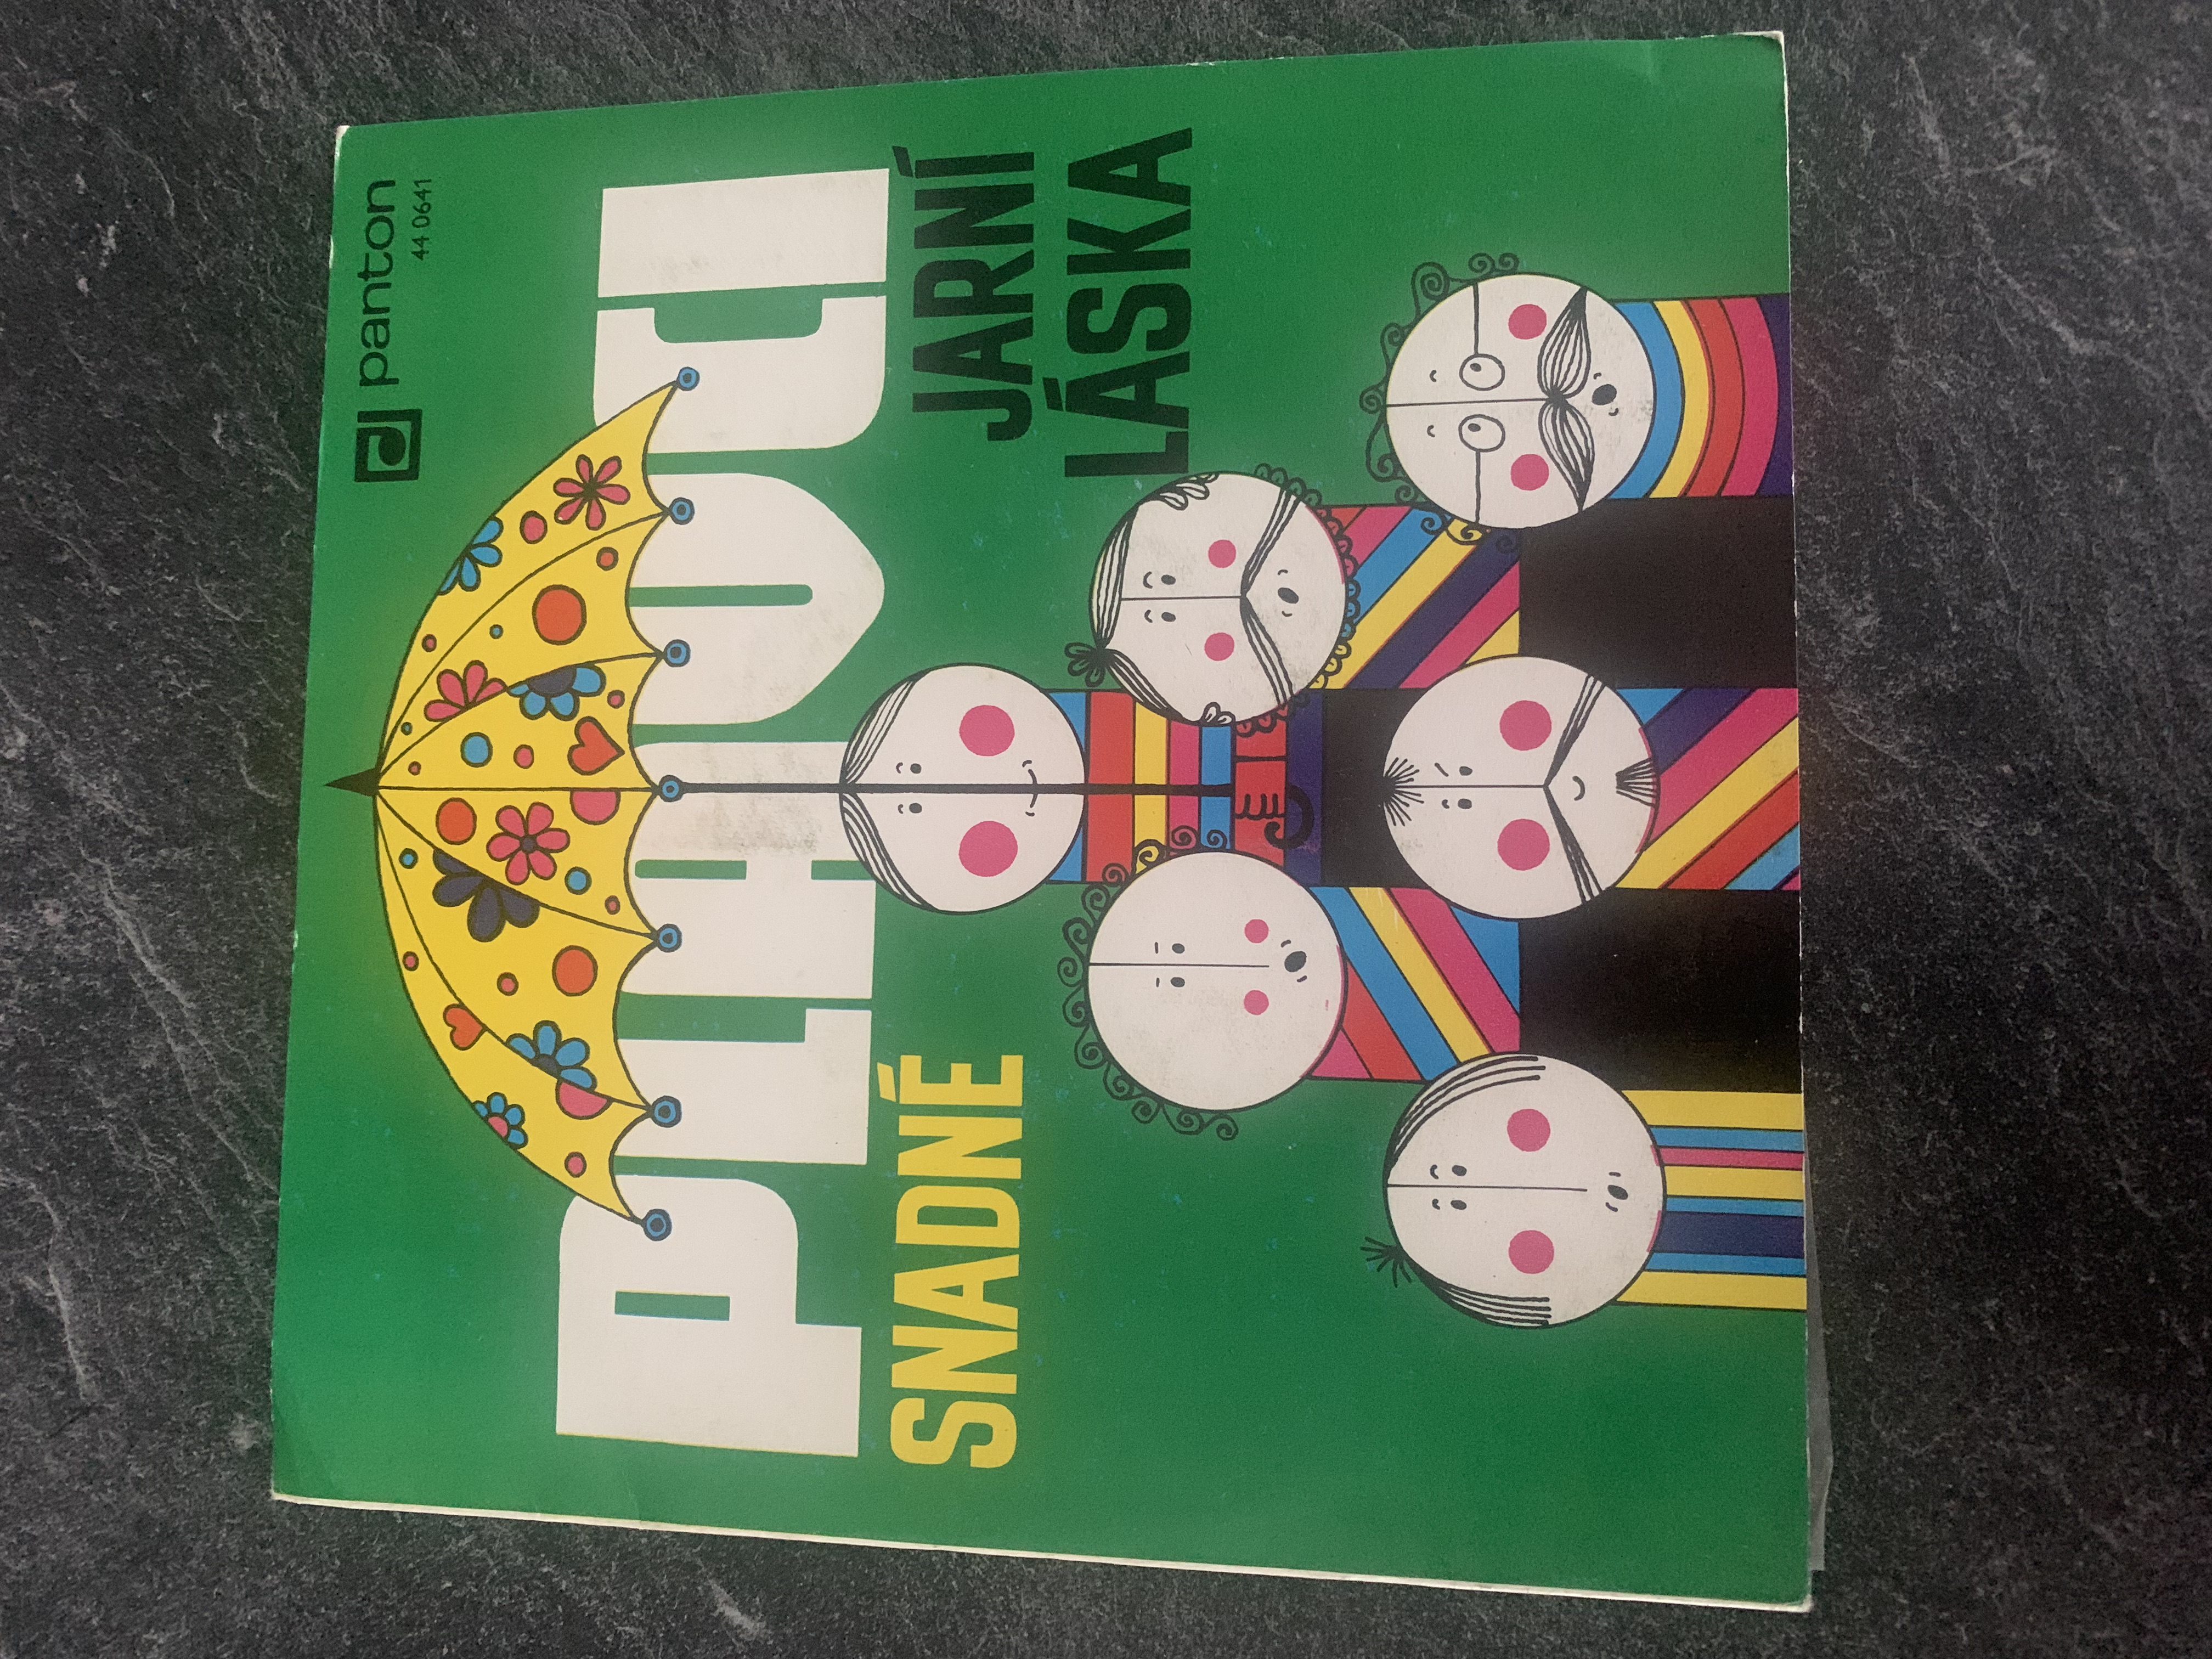 panton
44 0641
PLAVCI
SNADNÉ
JARNÍ
LÁSKA